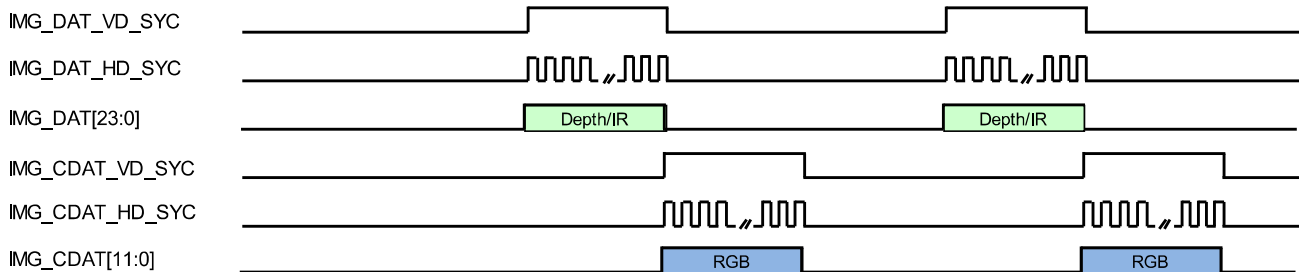 IMG_DAT_VD_SYC
IMG_DAT_HD_SYC
IMG_DAT[23:0] Depth/IR Depth/IR
IMG_CDAT_VD_SYC
IMG_CDAT_HD_SYC
IMG_CDAT[11:0] RGB RGB